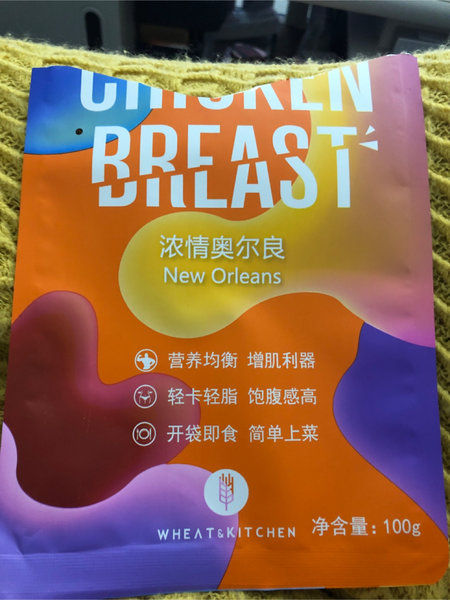 CHICKEN
BREAST
浓情奥尔良
New Orleans
营养均衡 增肌利器
轻卡轻脂 饱腹感高
开袋即食 简单上菜
WHEAT&KITCHEN
净含量: 100g